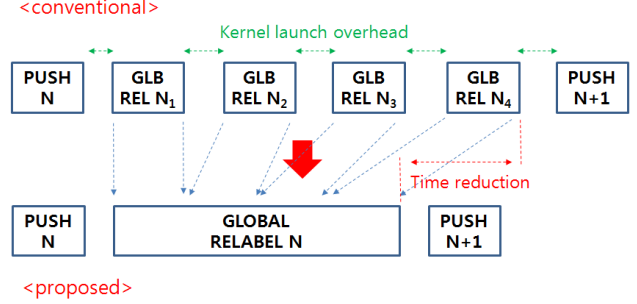 <conventional>
Kernel launch overhead
PUSH
N
GLB
REL N1
GLB
REL N2
GLB
REL N3
GLB
REL N4
PUSH
N+1
Time reduction
PUSH
N
GLOBAL
RELABEL N
PUSH
N+1
<proposed>